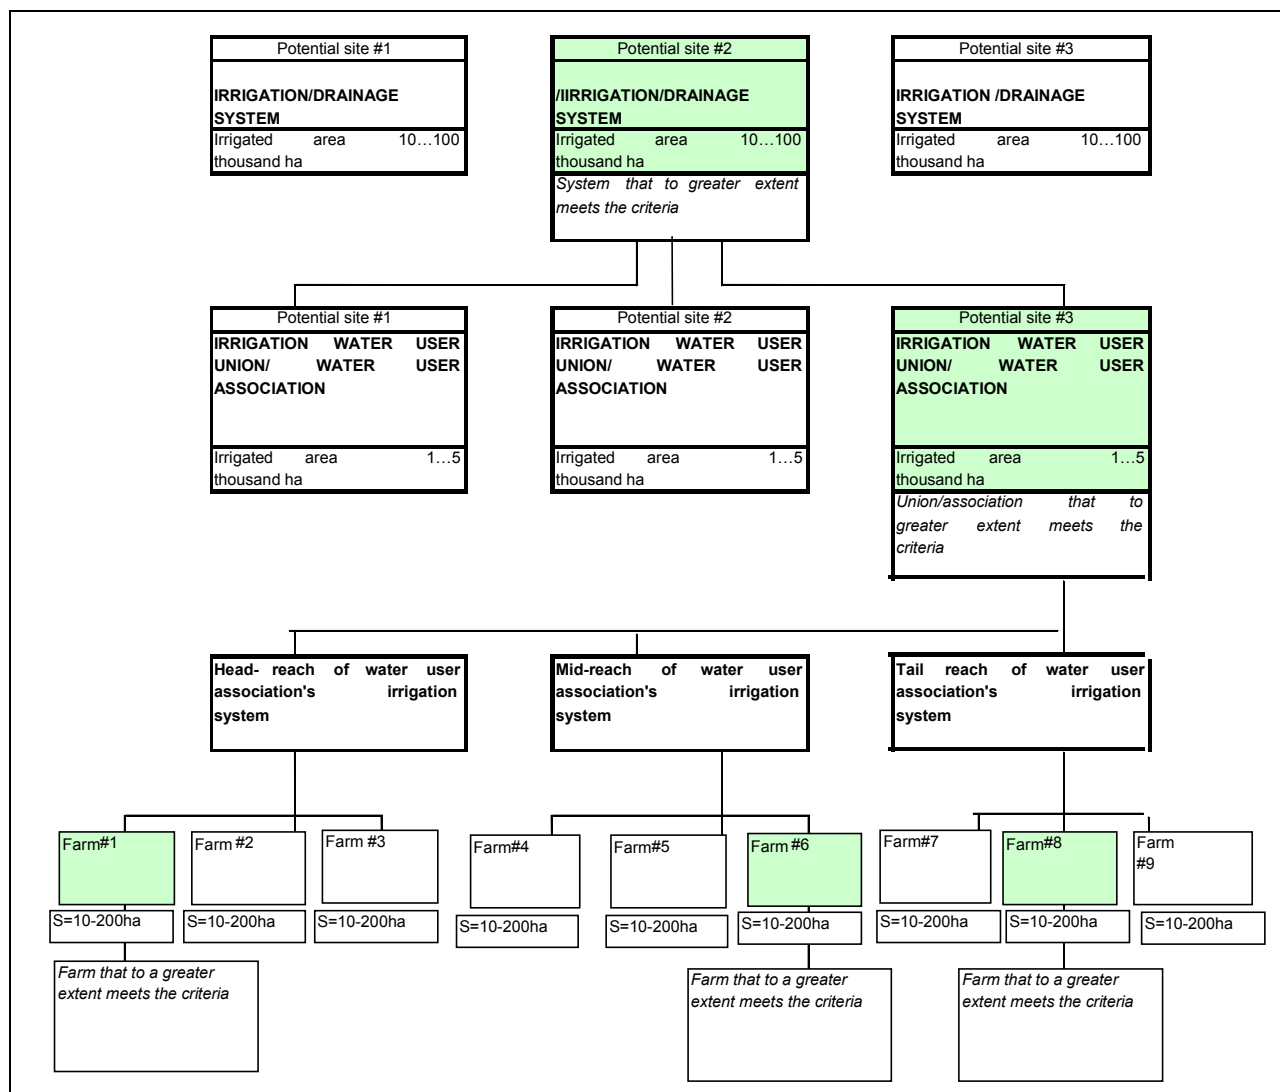 Potential site #1
IRRIGATION/DRAINAGE
SYSTEM
Irrigated area 10…100
thousand ha
Potential site #2
/IIRRIGATION/DRAINAGE
SYSTEM
Irrigated area 10…100
thousand ha
System that to greater extent
meets the criteria
Potential site #3
IRRIGATION /DRAINAGE
SYSTEM
Irrigated area 10…100
thousand ha
Potential site #1
IRRIGATION WATER USER
UNION/ WATER USER
ASSOCIATION
Irrigated area 1…5
thousand ha
Potential site #2
IRRIGATION WATER USER
UNION/ WATER USER
ASSOCIATION
Irrigated area 1…5
thousand ha
Potential site #3
IRRIGATION WATER USER
UNION/ WATER USER
ASSOCIATION
Irrigated area 1…5
thousand ha
Union/association that to
greater extent meets the
criteria
Head- reach of water user
association's irrigation
system
Mid-reach of water user
association's irrigation
system
Tail reach of water user
association's irrigation
system
Farm#1
Farm #2
Farm #3
Farm#4
Farm#5
Farm #6
Farm#7
Farm#8
Farm
#9
S=10-200ha
S=10-200ha
S=10-200ha
S=10-200ha
S=10-200ha
S=10-200ha
S=10-200ha
S=10-200ha
S=10-200ha
Farm that to a greater
extent meets the criteria
Farm that to a greater
extent meets the criteria
Farm that to a greater
extent meets the criteria